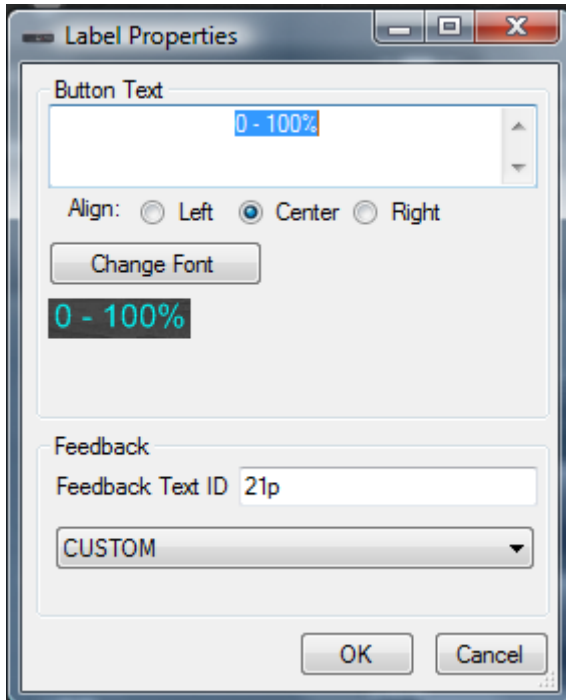 Label Properties
Button Text
0 - 100%
Align: Left Center Right
Change Font
0 - 100%
Feedback
Feedback Text ID 21p
CUSTOM
OK Cancel